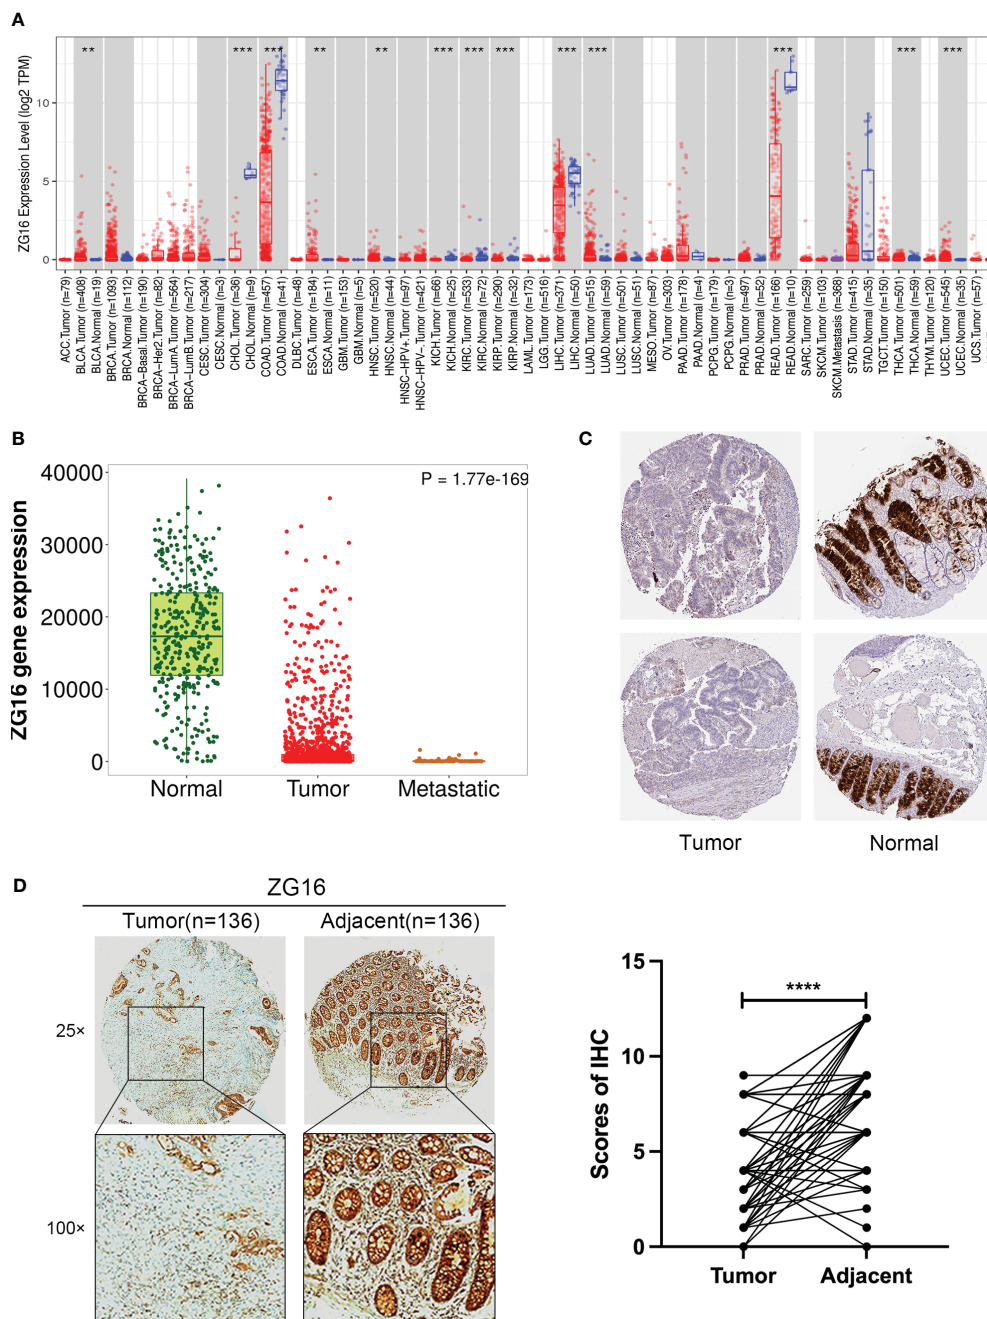 A
** *** *** ** ** *** *** *** *** *** *** *** ***
ZG16 Expression Level (log2 TPM)
10
5
0
ACC.Tumor (n=79)
BLCA.Tumor (n=408)
BLCA.Normal (n=19)
BRCA.Tumor (n=1093)
BRCA.Normal (n=112)
BRCA-Basal.Tumor (n=190)
BRCA-Her2.Tumor (n=82)
BRCA-LumA.Tumor (n=564)
BRCA-LumB.Tumor (n=217)
CESC.Tumor (n=304)
CESC.Normal (n=3)
CHOL.Tumor (n=36)
CHOL.Normal (n=9)
COAD.Tumor (n=457)
COAD.Normal (n=41)
DLBC.Tumor (n=48)
ESCA.Tumor (n=184)
ESCA.Normal (n=11)
GBM.Tumor (n=153)
GBM.Normal (n=5)
HNSC.Tumor (n=520)
HNSC.Normal (n=44)
HNSC-HPV+.Tumor (n=97)
HNSC-HPV-.Tumor (n=421)
KICH.Tumor (n=66)
KICH.Normal (n=25)
KIRC.Tumor (n=533)
KIRC.Normal (n=72)
KIRP.Tumor (n=290)
KIRP.Normal (n=32)
LAML.Tumor (n=173)
LGG.Tumor (n=516)
LIHC.Tumor (n=371)
LIHC.Normal (n=50)
LUAD.Tumor (n=515)
LUAD.Normal (n=59)
LUSC.Tumor (n=501)
LUSC.Normal (n=51)
MESO.Tumor (n=87)
OV.Tumor (n=303)
PAAD.Tumor (n=178)
PAAD.Normal (n=4)
PCPG.Tumor (n=179)
PCPG.Normal (n=3)
PRAD.Tumor (n=497)
PRAD.Normal (n=52)
READ.Tumor (n=166)
READ.Normal (n=10)
SARC.Tumor (n=259)
SKCM.Tumor (n=103)
SKCM.Metastasis (n=368)
STAD.Tumor (n=415)
STAD.Normal (n=35)
TGCT.Tumor (n=150)
THCA.Tumor (n=501)
THCA.Normal (n=59)
THYM.Tumor (n=120)
UCEC.Tumor (n=545)
UCEC.Normal (n=35)
UCS.Tumor (n=57)
B
P = 1.77e-169
ZG16 gene expression
40000
30000
20000
10000
0
Normal Tumor Metastatic
C
Tumor Normal
D
ZG16
Tumor(n=136) Adjacent(n=136)
25×
100×
Scores of IHC
15
10
5
0
****
Tumor Adjacent